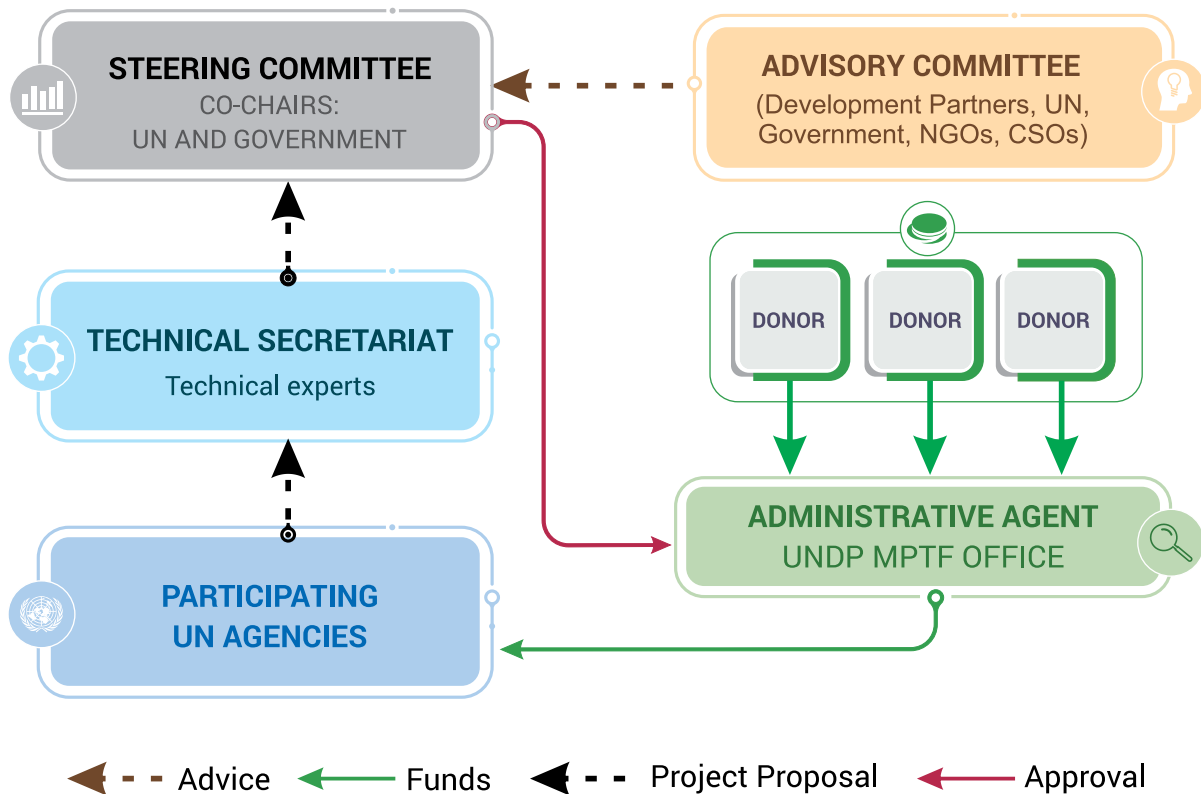 STEERING COMMITTEE
CO-CHAIRS:
UN AND GOVERNMENT
ADVISORY COMMITTEE
(Development Partners, UN,
Government, NGOs, CSOs)
TECHNICAL SECRETARIAT
Technical experts
DONOR
DONOR
DONOR
ADMINISTRATIVE AGENT
UNDP MPTF OFFICE
PARTICIPATING
UN AGENCIES
Advice
Funds
Project Proposal
Approval